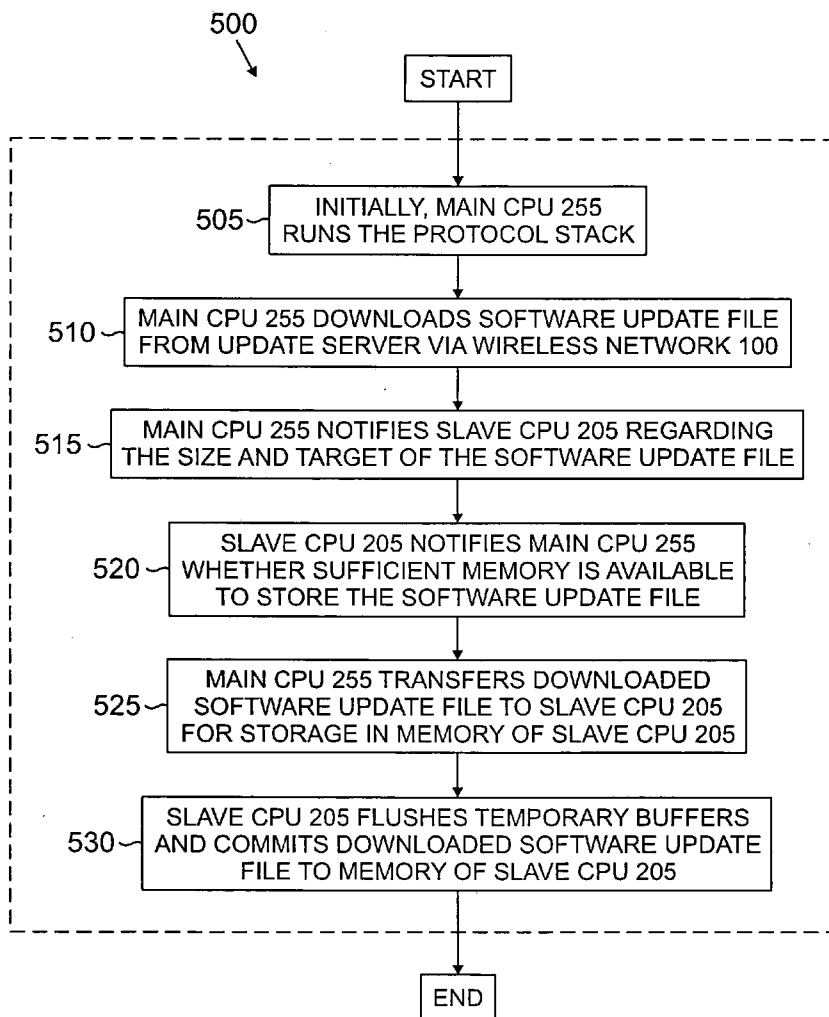 500
START
505
INITIALLY, MAIN CPU 255
RUNS THE PROTOCOL STACK
510
MAIN CPU 255 DOWNLOADS SOFTWARE UPDATE FILE
FROM UPDATE SERVER VIA WIRELESS NETWORK 100
515
MAIN CPU 255 NOTIFIES SLAVE CPU 205 REGARDING
THE SIZE AND TARGET OF THE SOFTWARE UPDATE FILE
520
SLAVE CPU 205 NOTIFIES MAIN CPU 255
WHETHER SUFFICIENT MEMORY IS AVAILABLE
TO STORE THE SOFTWARE UPDATE FILE
525
MAIN CPU 255 TRANSFERS DOWNLOADED
SOFTWARE UPDATE FILE TO SLAVE CPU 205
FOR STORAGE IN MEMORY OF SLAVE CPU 205
530
SLAVE CPU 205 FLUSHES TEMPORARY BUFFERS
AND COMMITS DOWNLOADED SOFTWARE UPDATE
FILE TO MEMORY OF SLAVE CPU 205
END